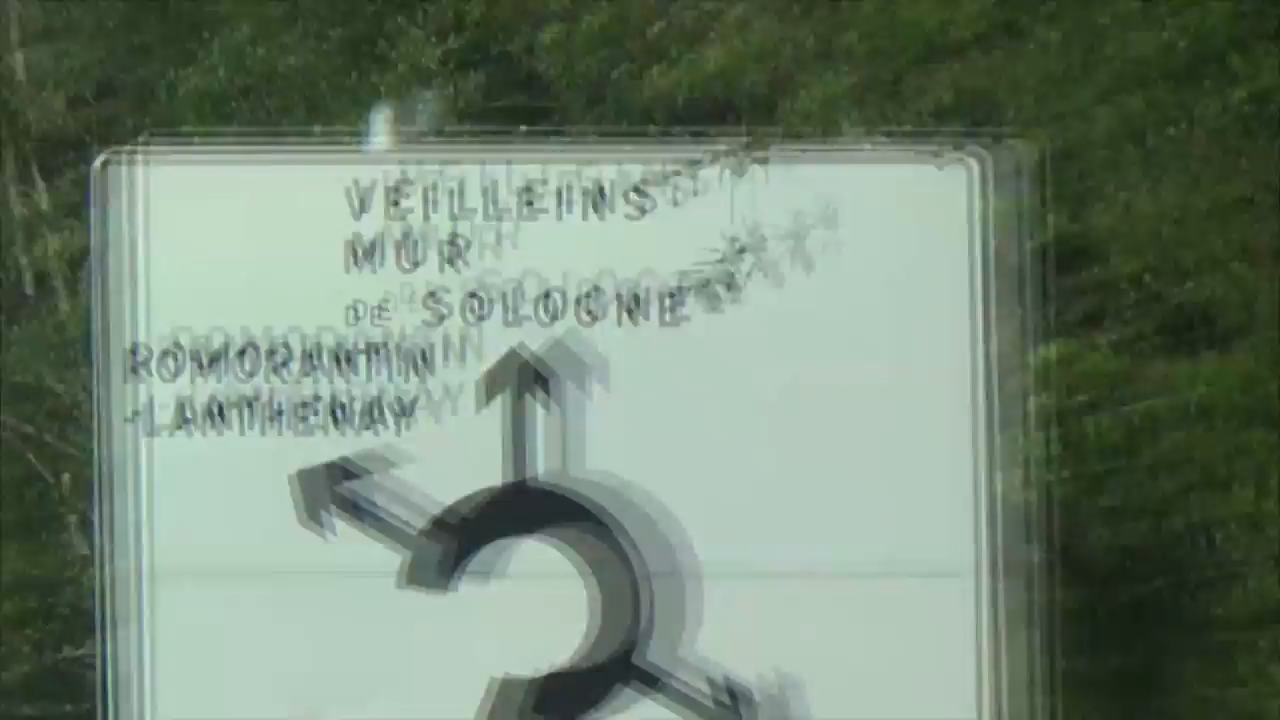 VEILLEINS
MUR
DE SOLOGNE
ROMORANTIN
-LANTHENAY